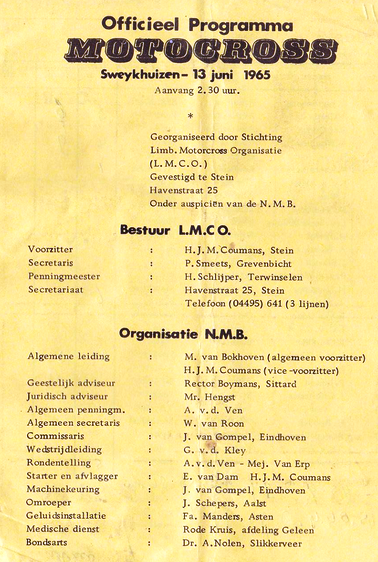 Officieel Programma
MOTOCROSS
Sweykhuizen - 13 juni 1965
Aanvang 2.30 uur.
*
Georganiseerd door Stichting
Limb. Motorcross Organisatie
(L.M.C.O.)
Gevestigd te Stein
Havenstraat 25
Onder auspiciën van de N.M.B.
Bestuur L.M.C.O.
Voorzitter : H.J.M. Coumans, Stein
Secretaris : P. Smeets, Grevenbicht
Penningmeester : H. Schlijper, Terwinselen
Secretariaat : Havenstraat 25, Stein
Telefoon (04495) 641 (3 lijnen)
Organisatie N.M.B.
Algemene leiding : M. van Bokhoven (algemeen voorzitter)
H.J.M. Coumans (vice-voorzitter)
Geestelijk adviseur : Rector Boymans, Sittard
Juridisch adviseur : Mr. Hengst
Algemeen penningm. : A. v.d. Ven
Algemeen secretaris : W. van Roon
Commissaris : J. van Gompel, Eindhoven
Wedstrijdleiding : G. v.d. Kley
Rondentelling : A. v.d. Ven - Mej. Van Erp
Starter en afvlagger : E. van Dam H.J.M. Coumans
Machinekeuring : J. van Gompel, Eindhoven
Omroeper : J. Schepers, Aalst
Geluidsinstallatie : Fa. Manders, Asten
Medische dienst : Rode Kruis, afdeling Geleen
Bondsarts : Dr. A. Nolen, Slikkerveer